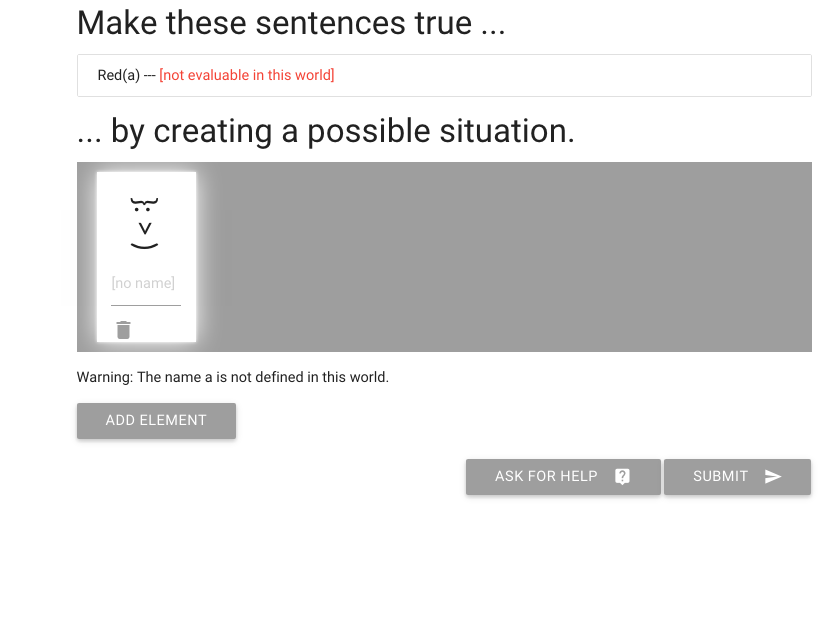 Make these sentences true ...
Red(a) --- [not evaluable in this world]
... by creating a possible situation.
[no name]
Warning: The name a is not defined in this world.
ADD ELEMENT
ASK FOR HELP
SUBMIT